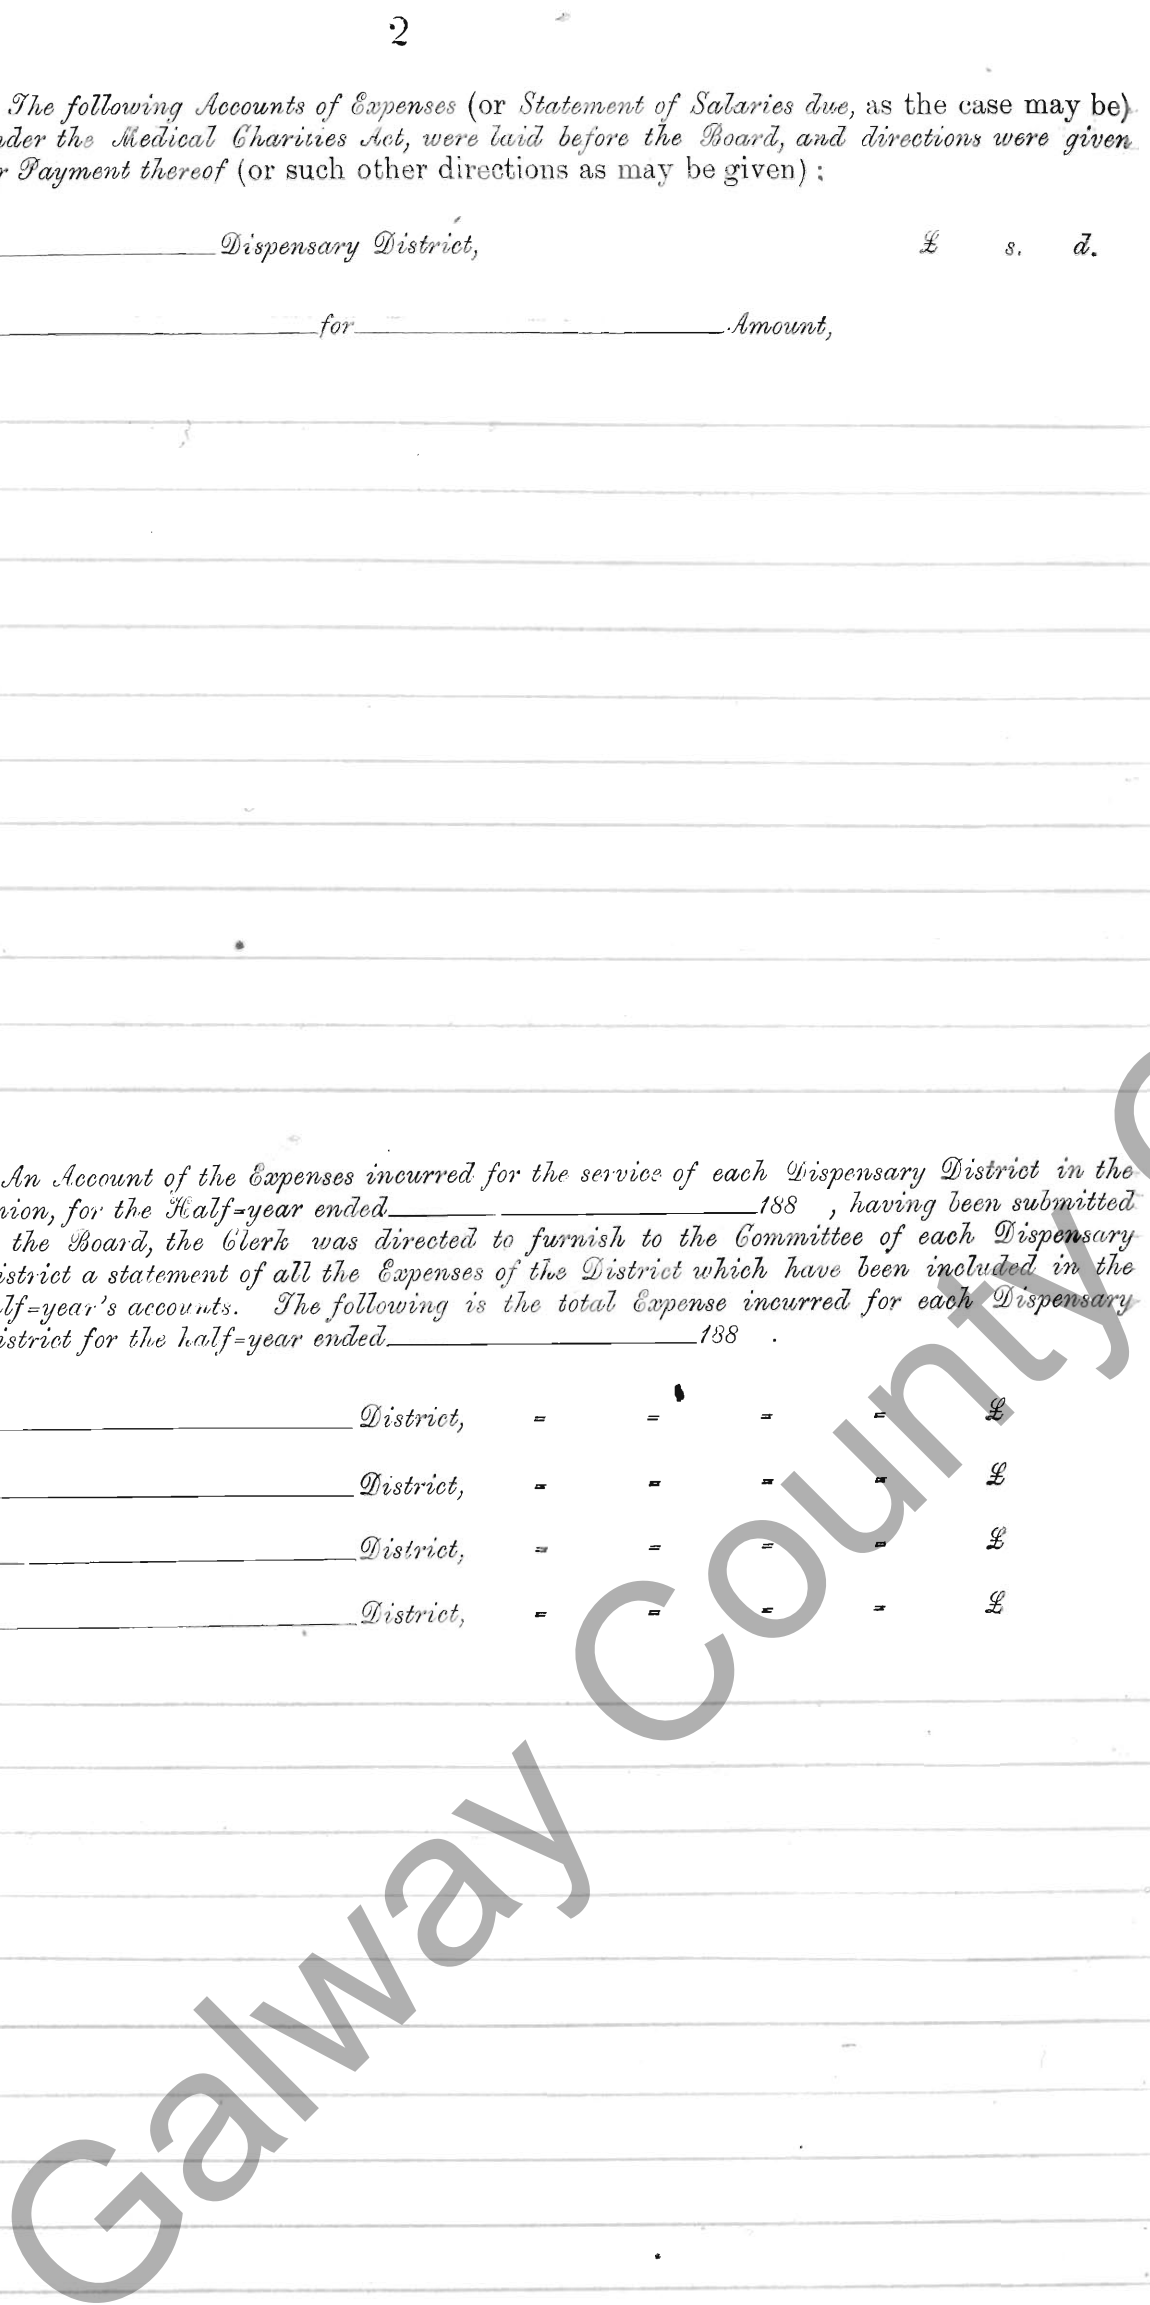 2
The following Accounts of Expenses (or Statement of Salaries due, as the case may be)
der the Medical Charities Act, were laid before the Board, and directions were given
r Payment thereof (or such other directions as may be given) :
Dispensary District, £ s. d.
for Amount,
An Account of the Expenses incurred for the service of each Dispensary District in the
nion, for the Half=year ended 188 , having been submitted
the Board, the Clerk was directed to furnish to the Committee of each Dispensary
istrict a statement of all the Expenses of the District which have been included in the
lf=year's accounts. The following is the total Expense incurred for each Dispensary
istrict for the half=year ended 188 .
District, = = = = £
District, = = = = £
District, = = = = £
District, = = = = £
Galway County